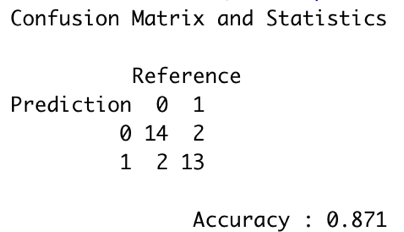 Confusion Matrix and Statistics
Reference
Prediction 0 1
0 14 2
1 2 13
Accuracy : 0.871